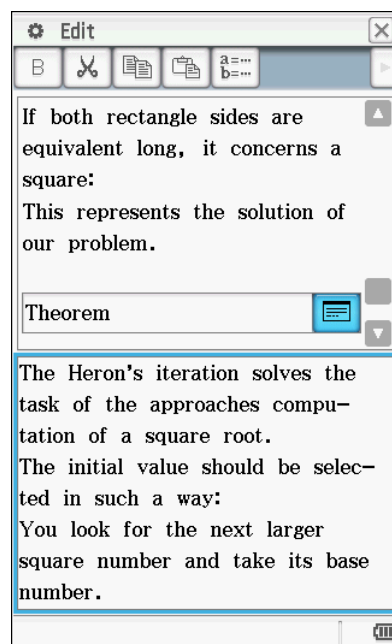 Edit
B
a=…
b=…
If both rectangle sides are
equivalent long, it concerns a
square:
This represents the solution of
our problem.
Theorem
The Heron's iteration solves the
task of the approaches compu-
tation of a square root.
The initial value should be selec-
ted in such a way:
You look for the next larger
square number and take its base
number.